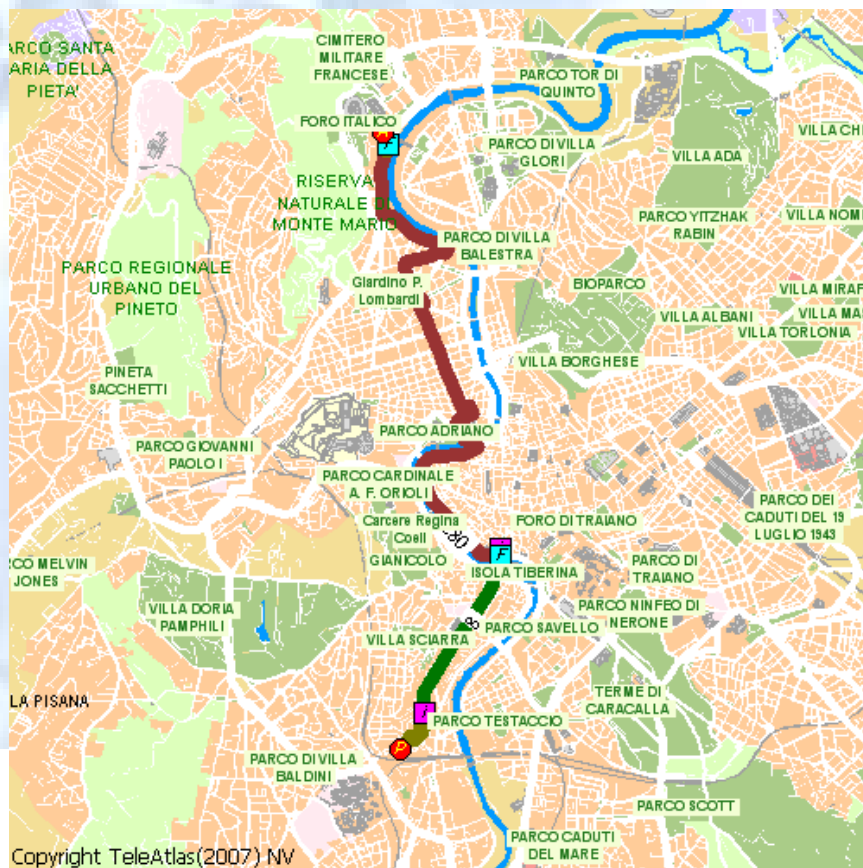 ARCO SANTA
ARIA DELLA
PIETA'
CIMITERO
MILITARE
FRANCESE
PARCO TOR DI
QUINTO
FORO ITALICO
PARCO DI VILLA
GLORI
VILLA CH
VILLA ADA
RISERVA
NATURALE DI
MONTE MARIO
PARCO YITZHAK
RABIN
VILLA NOM
PARCO DI VILLA
BALESTRA
PARCO REGIONALE
URBANO DEL
PINETO
Giardino P.
Lombardi
BIOPARCO
VILLA MIRAF
VILLA ALBANI
VILLA MA
VILLA TORLONIA
VILLA BORGHESE
PINETA
SACCHETTI
PARCO ADRIANO
PARCO GIOVANNI
PAOLO I
PARCO CARDINALE
A. F. ORIOLI
PARCO DEI
CADUTI DEL 19
LUGLIO 1943
Carcere Regina
Coeli
280
FORO DI TRAIANO
F
RCO MELVIN
JONES
GIANICOLO
ISOLA TIBERINA
PARCO DI
TRAIANO
VILLA DORIA
PAMPHILI
PARCO NINFEO DI
NERONE
8
VILLA SCIARRA
PARCO SAVELLO
LA PISANA
TERME DI
CARACALLA
PARCO TESTACCIO
P
PARCO DI VILLA
BALDINI
PARCO SCOTT
PARCO CADUTI
DEL MARE
Copyright TeleAtlas(2007) NV